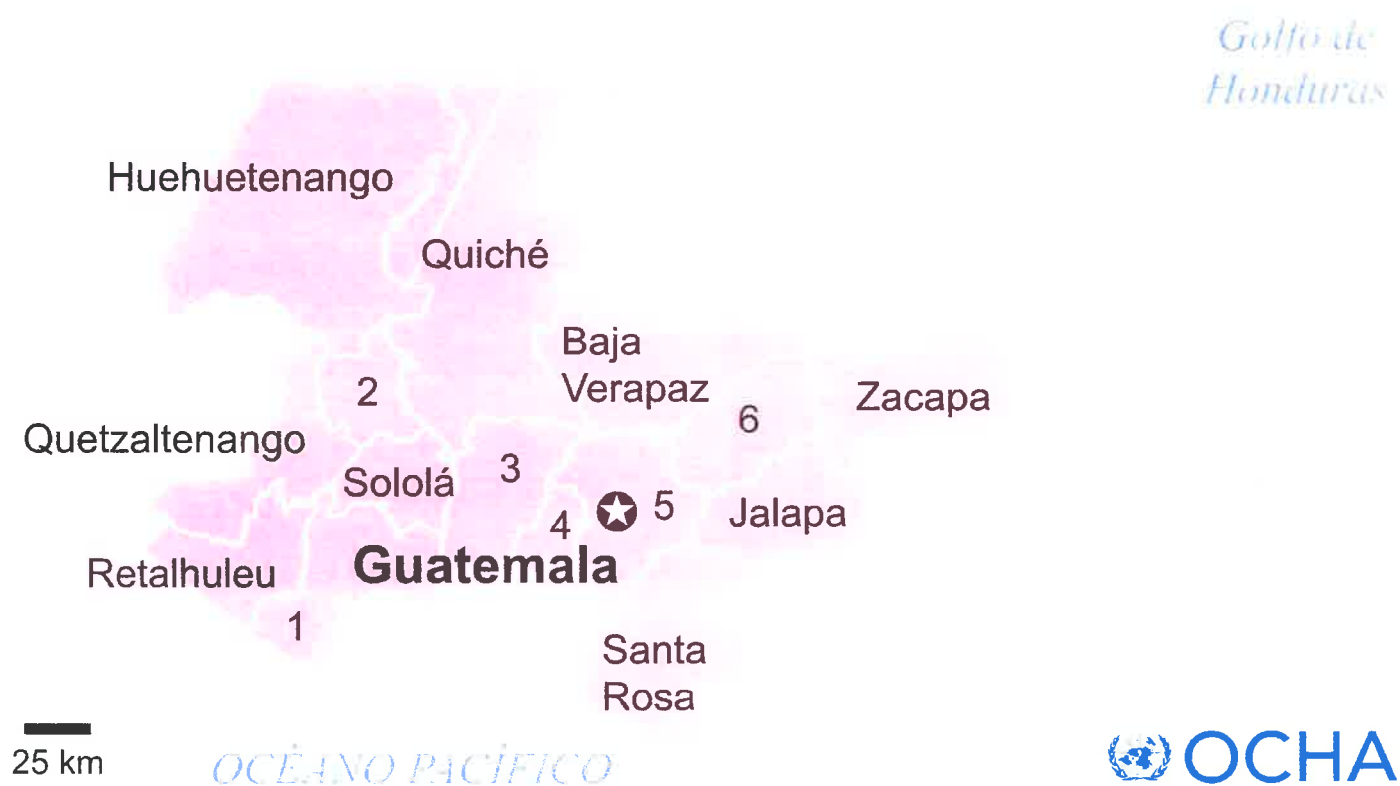 Golfo de
Honduras
Huehuetenango
Quiché
Baja
Verapaz
2
6
Zacapa
Quetzaltenango
3
Sololá
4
5
Jalapa
Retalhuleu
Guatemala
1
Santa
Rosa
25 km
OCÉANO PACÍFICO
OCHA